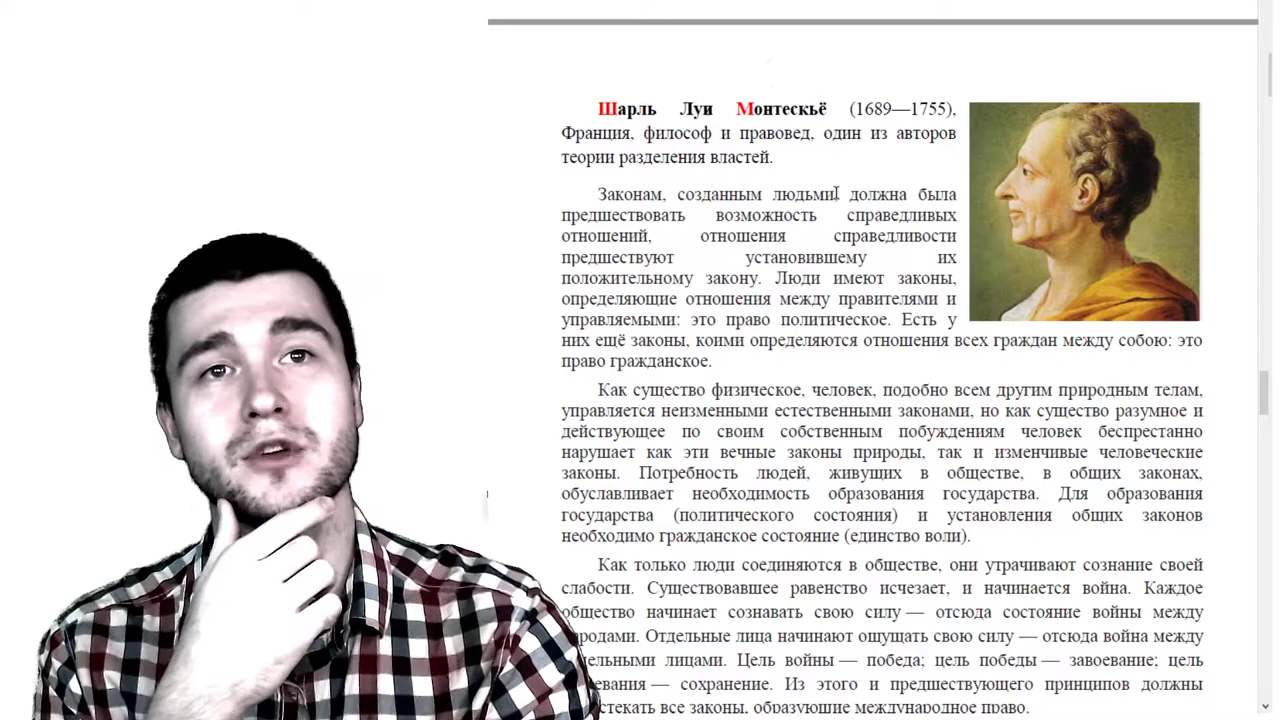 Шарль Луи Монтескьё (1689—1755),
Франция, философ и правовед, один из авторов
теории разделения властей.
Законам, созданным людьми, должна была
предшествовать возможность справедливых
отношений, отношения справедливости
предшествуют установившему их
положительному закону. Люди имеют законы,
определяющие отношения между правителями и
управляемыми: это право политическое. Есть у
них ещё законы, коими определяются отношения всех граждан между собою: это
право гражданское.
Как существо физическое, человек, подобно всем другим природным телам,
управляется неизменными естественными законами, но как существо разумное и
действующее по своим собственным побуждениям человек беспрестанно
нарушает как эти вечные законы природы, так и изменчивые человеческие
законы. Потребность людей, живущих в обществе, в общих законах,
обуславливает необходимость образования государства. Для образования
государства (политического состояния) и установления общих законов
необходимо гражданское состояние (единство воли).
Как только люди соединяются в обществе, они утрачивают сознание своей
слабости. Существовавшее равенство исчезает, и начинается война. Каждое
общество начинает сознавать свою силу — отсюда состояние войны между
народами. Отдельные лица начинают ощущать свою силу — отсюда война между
отдельными лицами. Цель войны — победа; цель победы — завоевание; цель
завоевания — сохранение. Из этого и предшествующего принципов должны
проистекать все законы, образующие международное право.